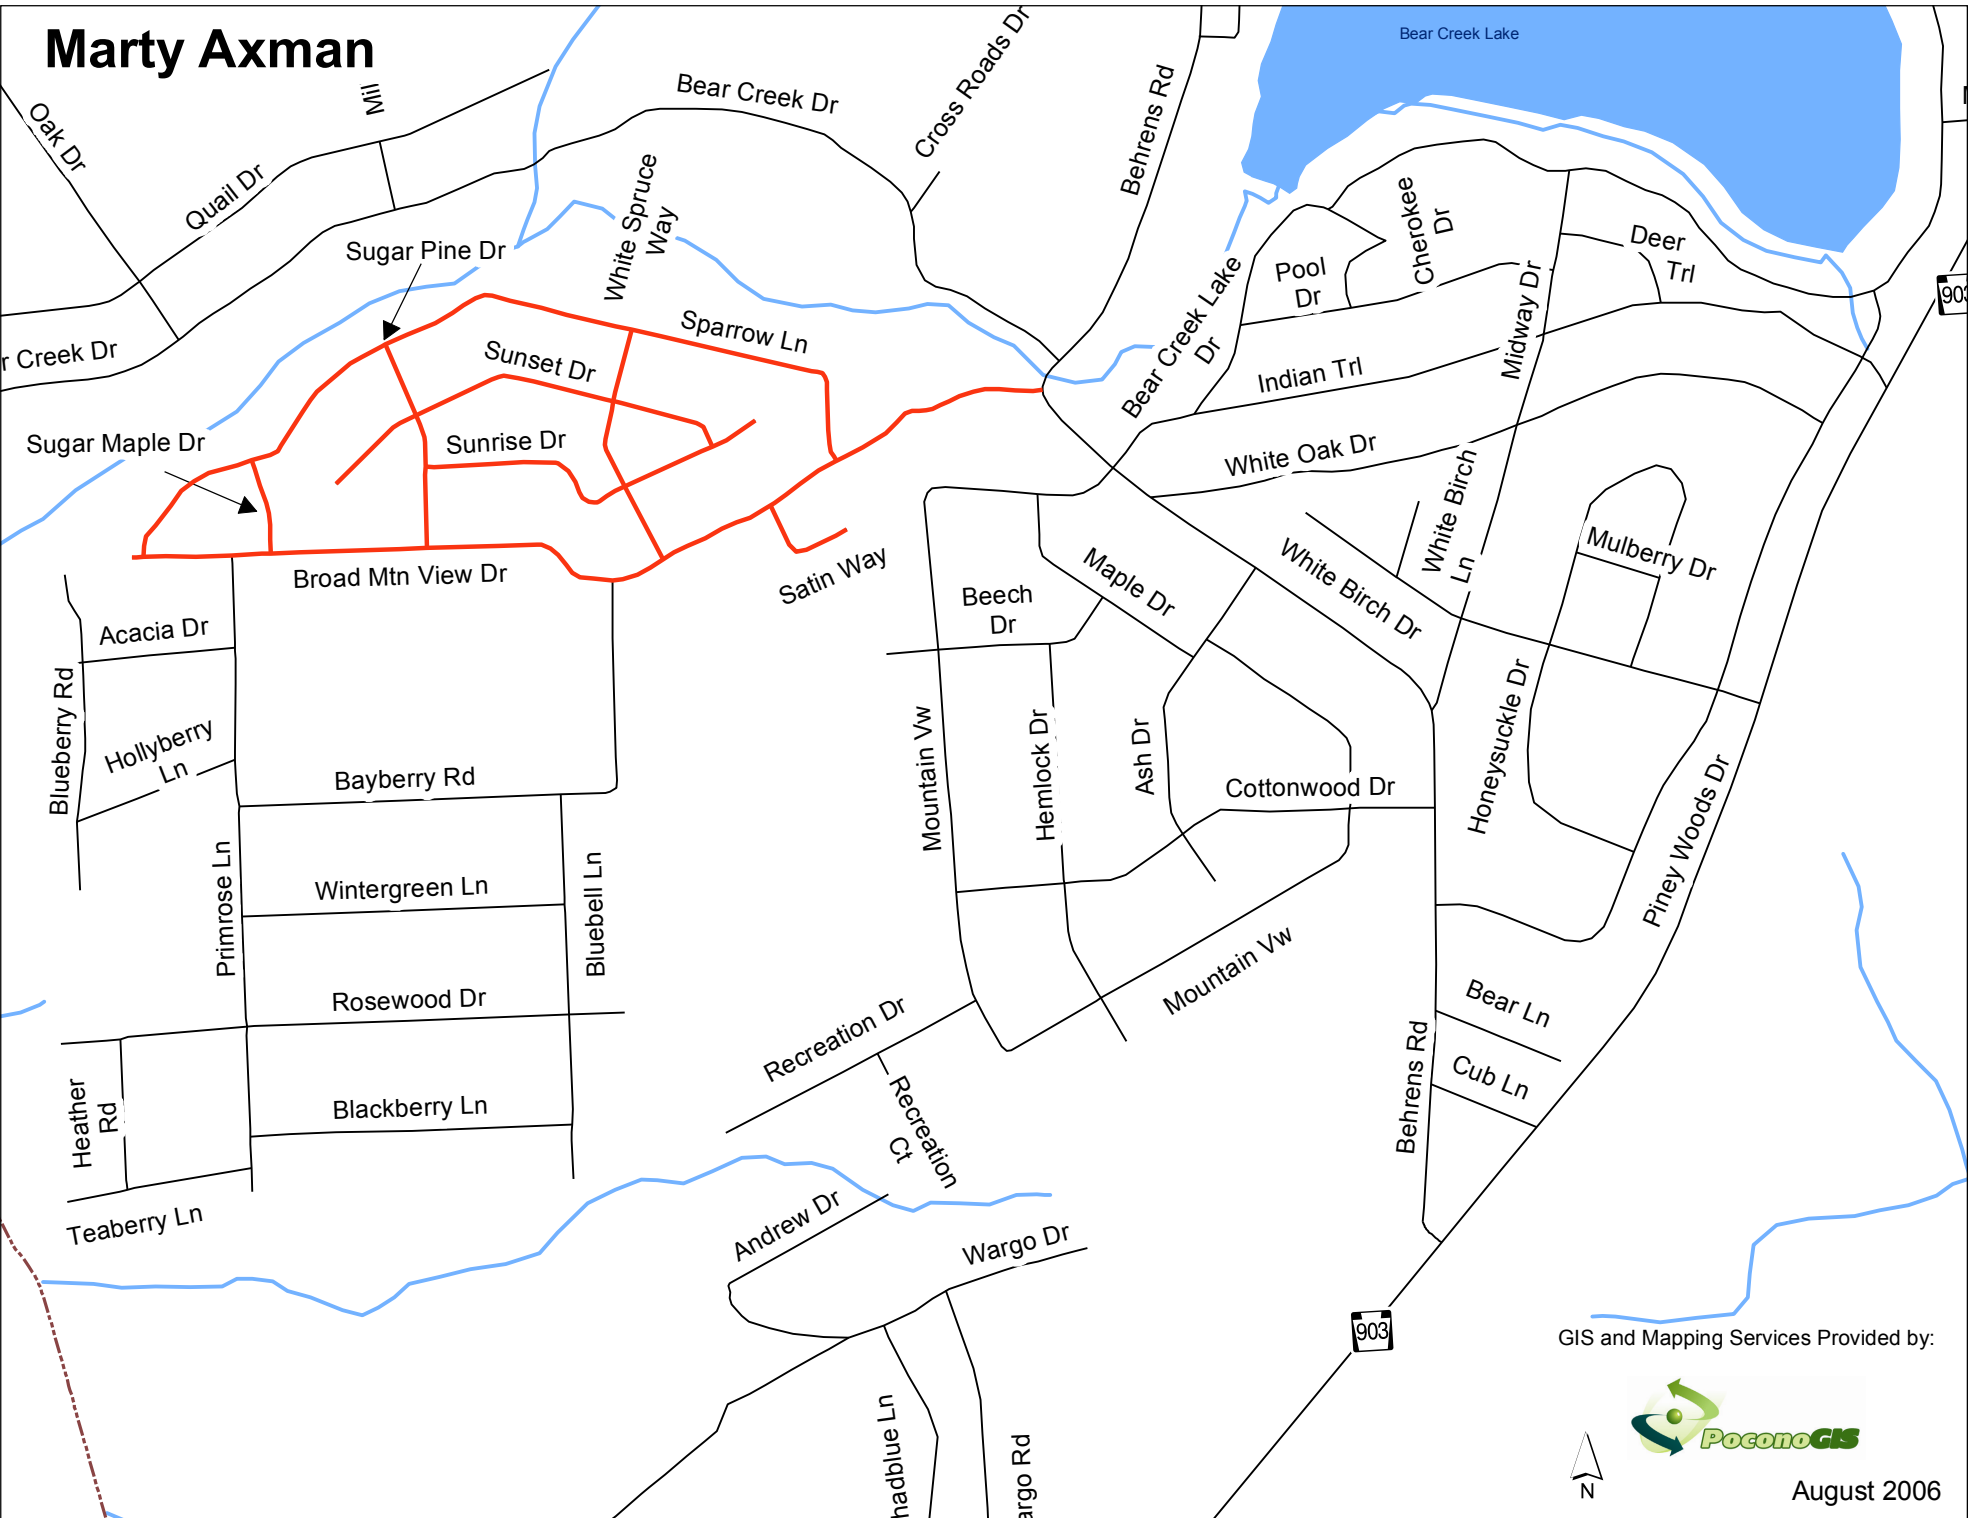 Marty Axman
Bear Creek Lake
Oak Dr
Mill
Quail Dr
Bear Creek Dr
Cross Roads Dr
Behrens Rd
White Spruce
Way
Sugar Pine Dr
r Creek Dr
Sparrow Ln
Sunset Dr
Sunrise Dr
Sugar Maple Dr
Broad Mtn View Dr
Satin Way
Bear Creek Lake
Dr
Pool
Dr
Cherokee
Dr
Midway Dr
Deer
Trl
903
Indian Trl
White Oak Dr
White Birch
Ln
White Birch Dr
Mulberry Dr
Acacia Dr
Blueberry Rd
Hollyberry
Ln
Bayberry Rd
Primrose Ln
Wintergreen Ln
Bluebell Ln
Rosewood Dr
Heather
Rd
Blackberry Ln
Teaberry Ln
Beech
Dr
Maple Dr
Mountain Vw
Hemlock Dr
Ash Dr
Cottonwood Dr
Honeysuckle Dr
Piney Woods Dr
Mountain Vw
Recreation Dr
Recreation
Ct
Bear Ln
Cub Ln
Behrens Rd
Andrew Dr
Wargo Dr
903
hadblue Ln
argo Rd
GIS and Mapping Services Provided by:
PoconoGIS
N
August 2006